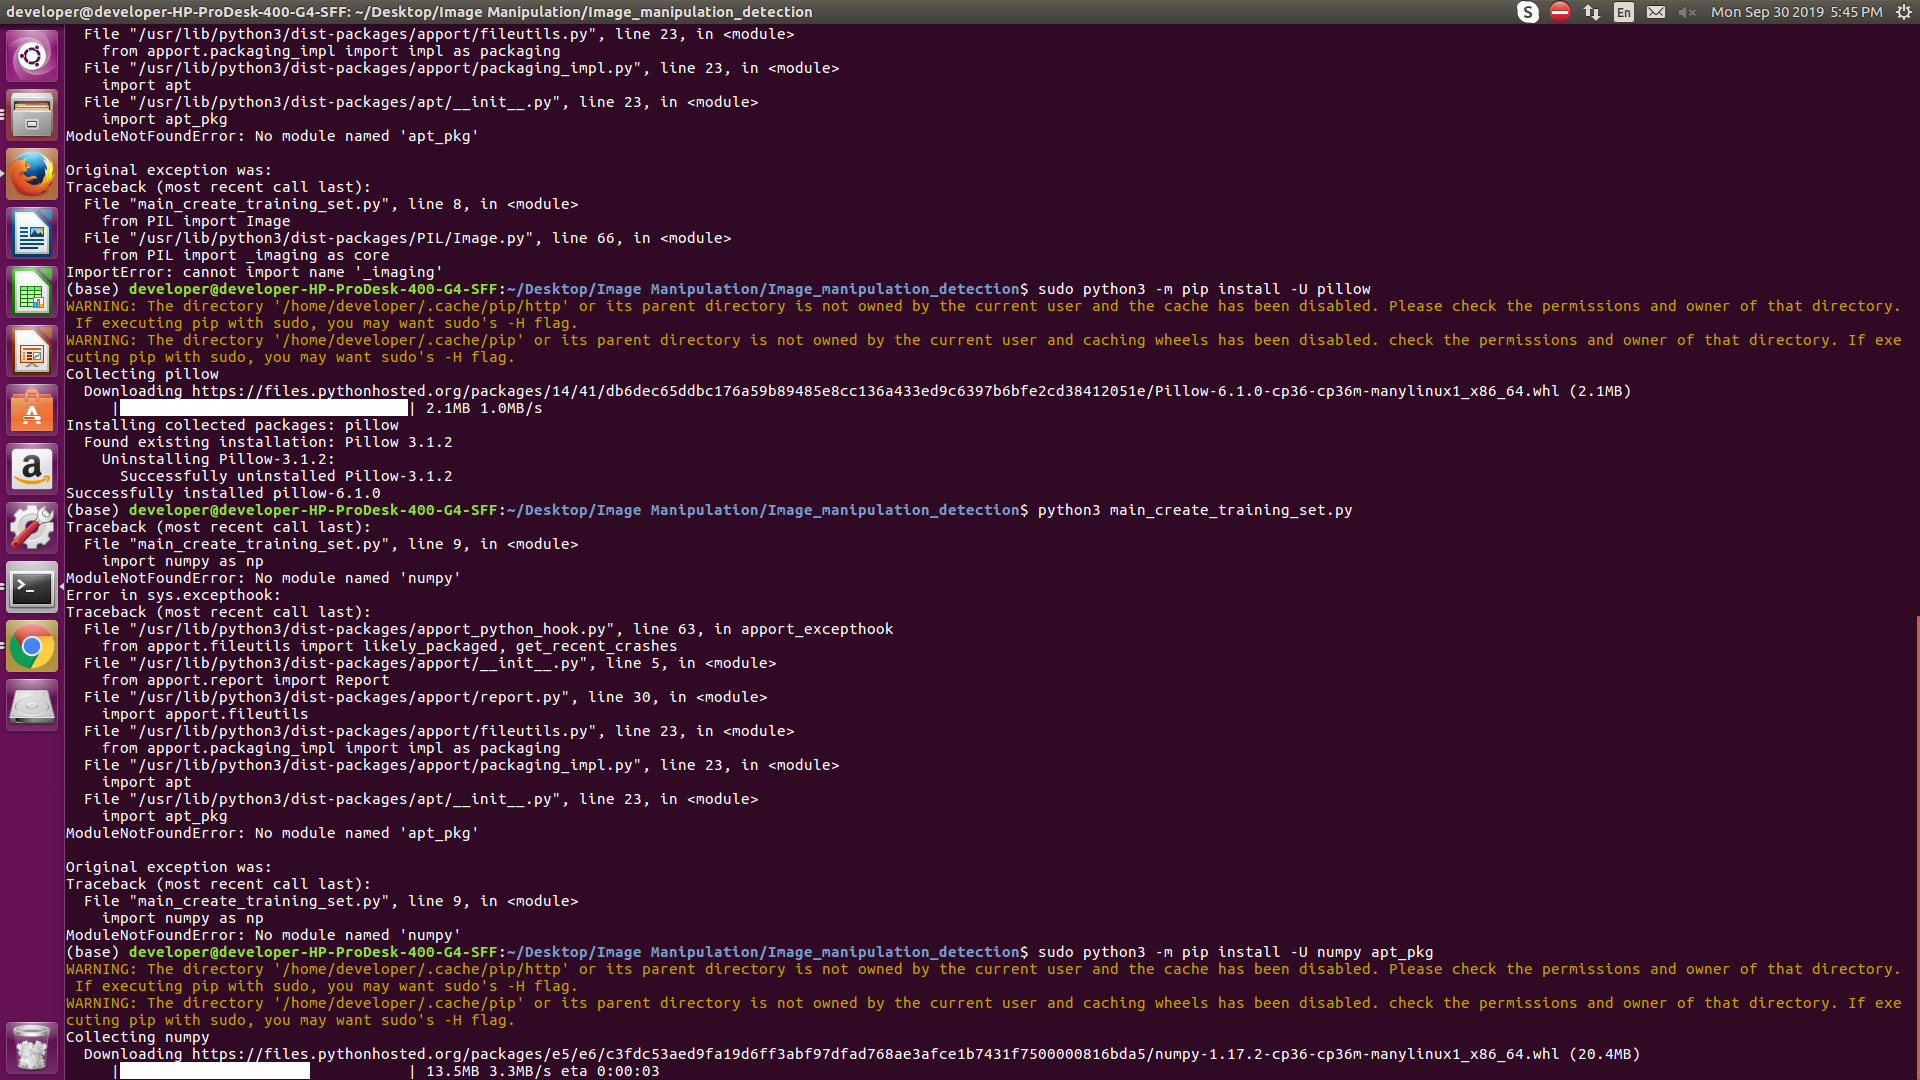 developer@developer-HP-ProDesk-400-G4-SFF: ~/Desktop/Image Manipulation/Image_manipulation_detection
En
Mon Sep 30 2019 5:45 PM
File "/usr/lib/python3/dist-packages/apport/fileutils.py", line 23, in <module>
from apport.packaging_impl import impl as packaging
File "/usr/lib/python3/dist-packages/apport/packaging_impl.py", line 23, in <module>
import apt
File "/usr/lib/python3/dist-packages/apt/__init__.py", line 23, in <module>
import apt_pkg
ModuleNotFoundError: No module named 'apt_pkg'
Original exception was:
Traceback (most recent call last):
File "main_create_training_set.py", line 8, in <module>
from PIL import Image
File "/usr/lib/python3/dist-packages/PIL/Image.py", line 66, in <module>
from PIL import _imaging as core
ImportError: cannot import name '_imaging'
(base) developer@developer-HP-ProDesk-400-G4-SFF:~/Desktop/Image Manipulation/Image_manipulation_detection$ sudo python3 -m pip install -U pillow
WARNING: The directory '/home/developer/.cache/pip/http' or its parent directory is not owned by the current user and the cache has been disabled. Please check the permissions and owner of that directory.
If executing pip with sudo, you may want sudo's -H flag.
WARNING: The directory '/home/developer/.cache/pip' or its parent directory is not owned by the current user and caching wheels has been disabled. check the permissions and owner of that directory. If exe
cuting pip with sudo, you may want sudo's -H flag.
Collecting pillow
Downloading https://files.pythonhosted.org/packages/14/41/db6dec65ddbc176a59b89485e8cc136a433ed9c6397b6bfe2cd38412051e/Pillow-6.1.0-cp36-cp36m-manylinux1_x86_64.whl (2.1MB)
| | 2.1MB 1.0MB/s
Installing collected packages: pillow
Found existing installation: Pillow 3.1.2
Uninstalling Pillow-3.1.2:
Successfully uninstalled Pillow-3.1.2
Successfully installed pillow-6.1.0
(base) developer@developer-HP-ProDesk-400-G4-SFF:~/Desktop/Image Manipulation/Image_manipulation_detection$ python3 main_create_training_set.py
Traceback (most recent call last):
File "main_create_training_set.py", line 9, in <module>
import numpy as np
ModuleNotFoundError: No module named 'numpy'
Error in sys.excepthook:
Traceback (most recent call last):
File "/usr/lib/python3/dist-packages/apport_python_hook.py", line 63, in apport_excepthook
from apport.fileutils import likely_packaged, get_recent_crashes
File "/usr/lib/python3/dist-packages/apport/__init__.py", line 5, in <module>
from apport.report import Report
File "/usr/lib/python3/dist-packages/apport/report.py", line 30, in <module>
import apport.fileutils
File "/usr/lib/python3/dist-packages/apport/fileutils.py", line 23, in <module>
from apport.packaging_impl import impl as packaging
File "/usr/lib/python3/dist-packages/apport/packaging_impl.py", line 23, in <module>
import apt
File "/usr/lib/python3/dist-packages/apt/__init__.py", line 23, in <module>
import apt_pkg
ModuleNotFoundError: No module named 'apt_pkg'
Original exception was:
Traceback (most recent call last):
File "main_create_training_set.py", line 9, in <module>
import numpy as np
ModuleNotFoundError: No module named 'numpy'
(base) developer@developer-HP-ProDesk-400-G4-SFF:~/Desktop/Image Manipulation/Image_manipulation_detection$ sudo python3 -m pip install -U numpy apt_pkg
WARNING: The directory '/home/developer/.cache/pip/http' or its parent directory is not owned by the current user and the cache has been disabled. Please check the permissions and owner of that directory.
If executing pip with sudo, you may want sudo's -H flag.
WARNING: The directory '/home/developer/.cache/pip' or its parent directory is not owned by the current user and caching wheels has been disabled. check the permissions and owner of that directory. If exe
cuting pip with sudo, you may want sudo's -H flag.
Collecting numpy
Downloading https://files.pythonhosted.org/packages/e5/e6/c3fdc53aed9fa19d6ff3abf97dfad768ae3afce1b7431f7500000816bda5/numpy-1.17.2-cp36-cp36m-manylinux1_x86_64.whl (20.4MB)
| | 13.5MB 3.3MB/s eta 0:00:03